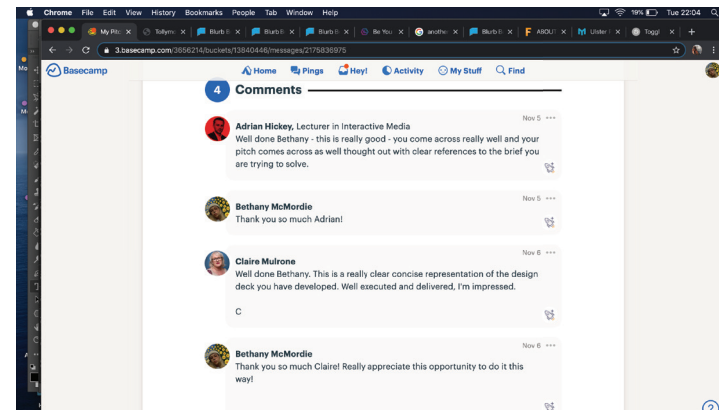 Chrome File Edit View History Bookmarks People Tab Window Help 19% Tue 22:04
My Pitc Tollyme Blurb E Blurb E Blurb E Be You anothe Blurb E ABOUT Ulster Toggl
3.basecamp.com/3656214/buckets/13840446/messages/2175836975
Basecamp Home Pings Hey! Activity My Stuff Find
4 Comments
Nov 5
Adrian Hickey, Lecturer in Interactive Media
Well done Bethany - this is really good - you come across really well and your
pitch comes across as well thought out with clear references to the brief you
are trying to solve.
Nov 5
Bethany McMordie
Thank you so much Adrian!
Nov 6
Claire Mulrone
Well done Bethany. This is a really clear concise representation of the design
deck you have developed. Well executed and delivered, I'm impressed.
C
Nov 6
Bethany McMordie
Thank you so much Claire! Really appreciate this opportunity to do it this
way!
?